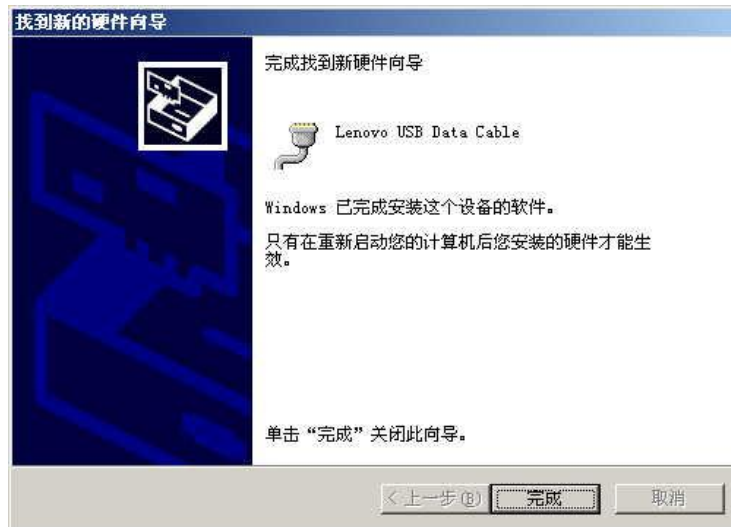 找到新的硬件向导
完成找到新硬件向导
Lenovo USB Data Cable
Windows 已完成安装这个设备的软件。
只有在重新启动您的计算机后您安装的硬件才能生
效。
单击“完成”关闭此向导。
<上一步(B) 完成 取消